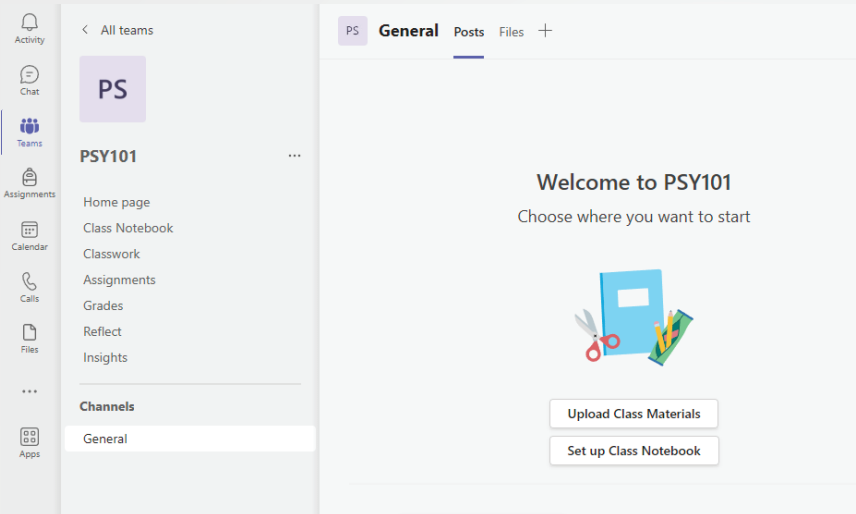 Activity
Chat
Teams
Assignments
Calendar
Calls
Files
Apps
All teams
PS
PSY101
Home page
Class Notebook
Classwork
Assignments
Grades
Reflect
Insights
Channels
General
PS General Posts Files
Welcome to PSY101
Choose where you want to start
Upload Class Materials
Set up Class Notebook